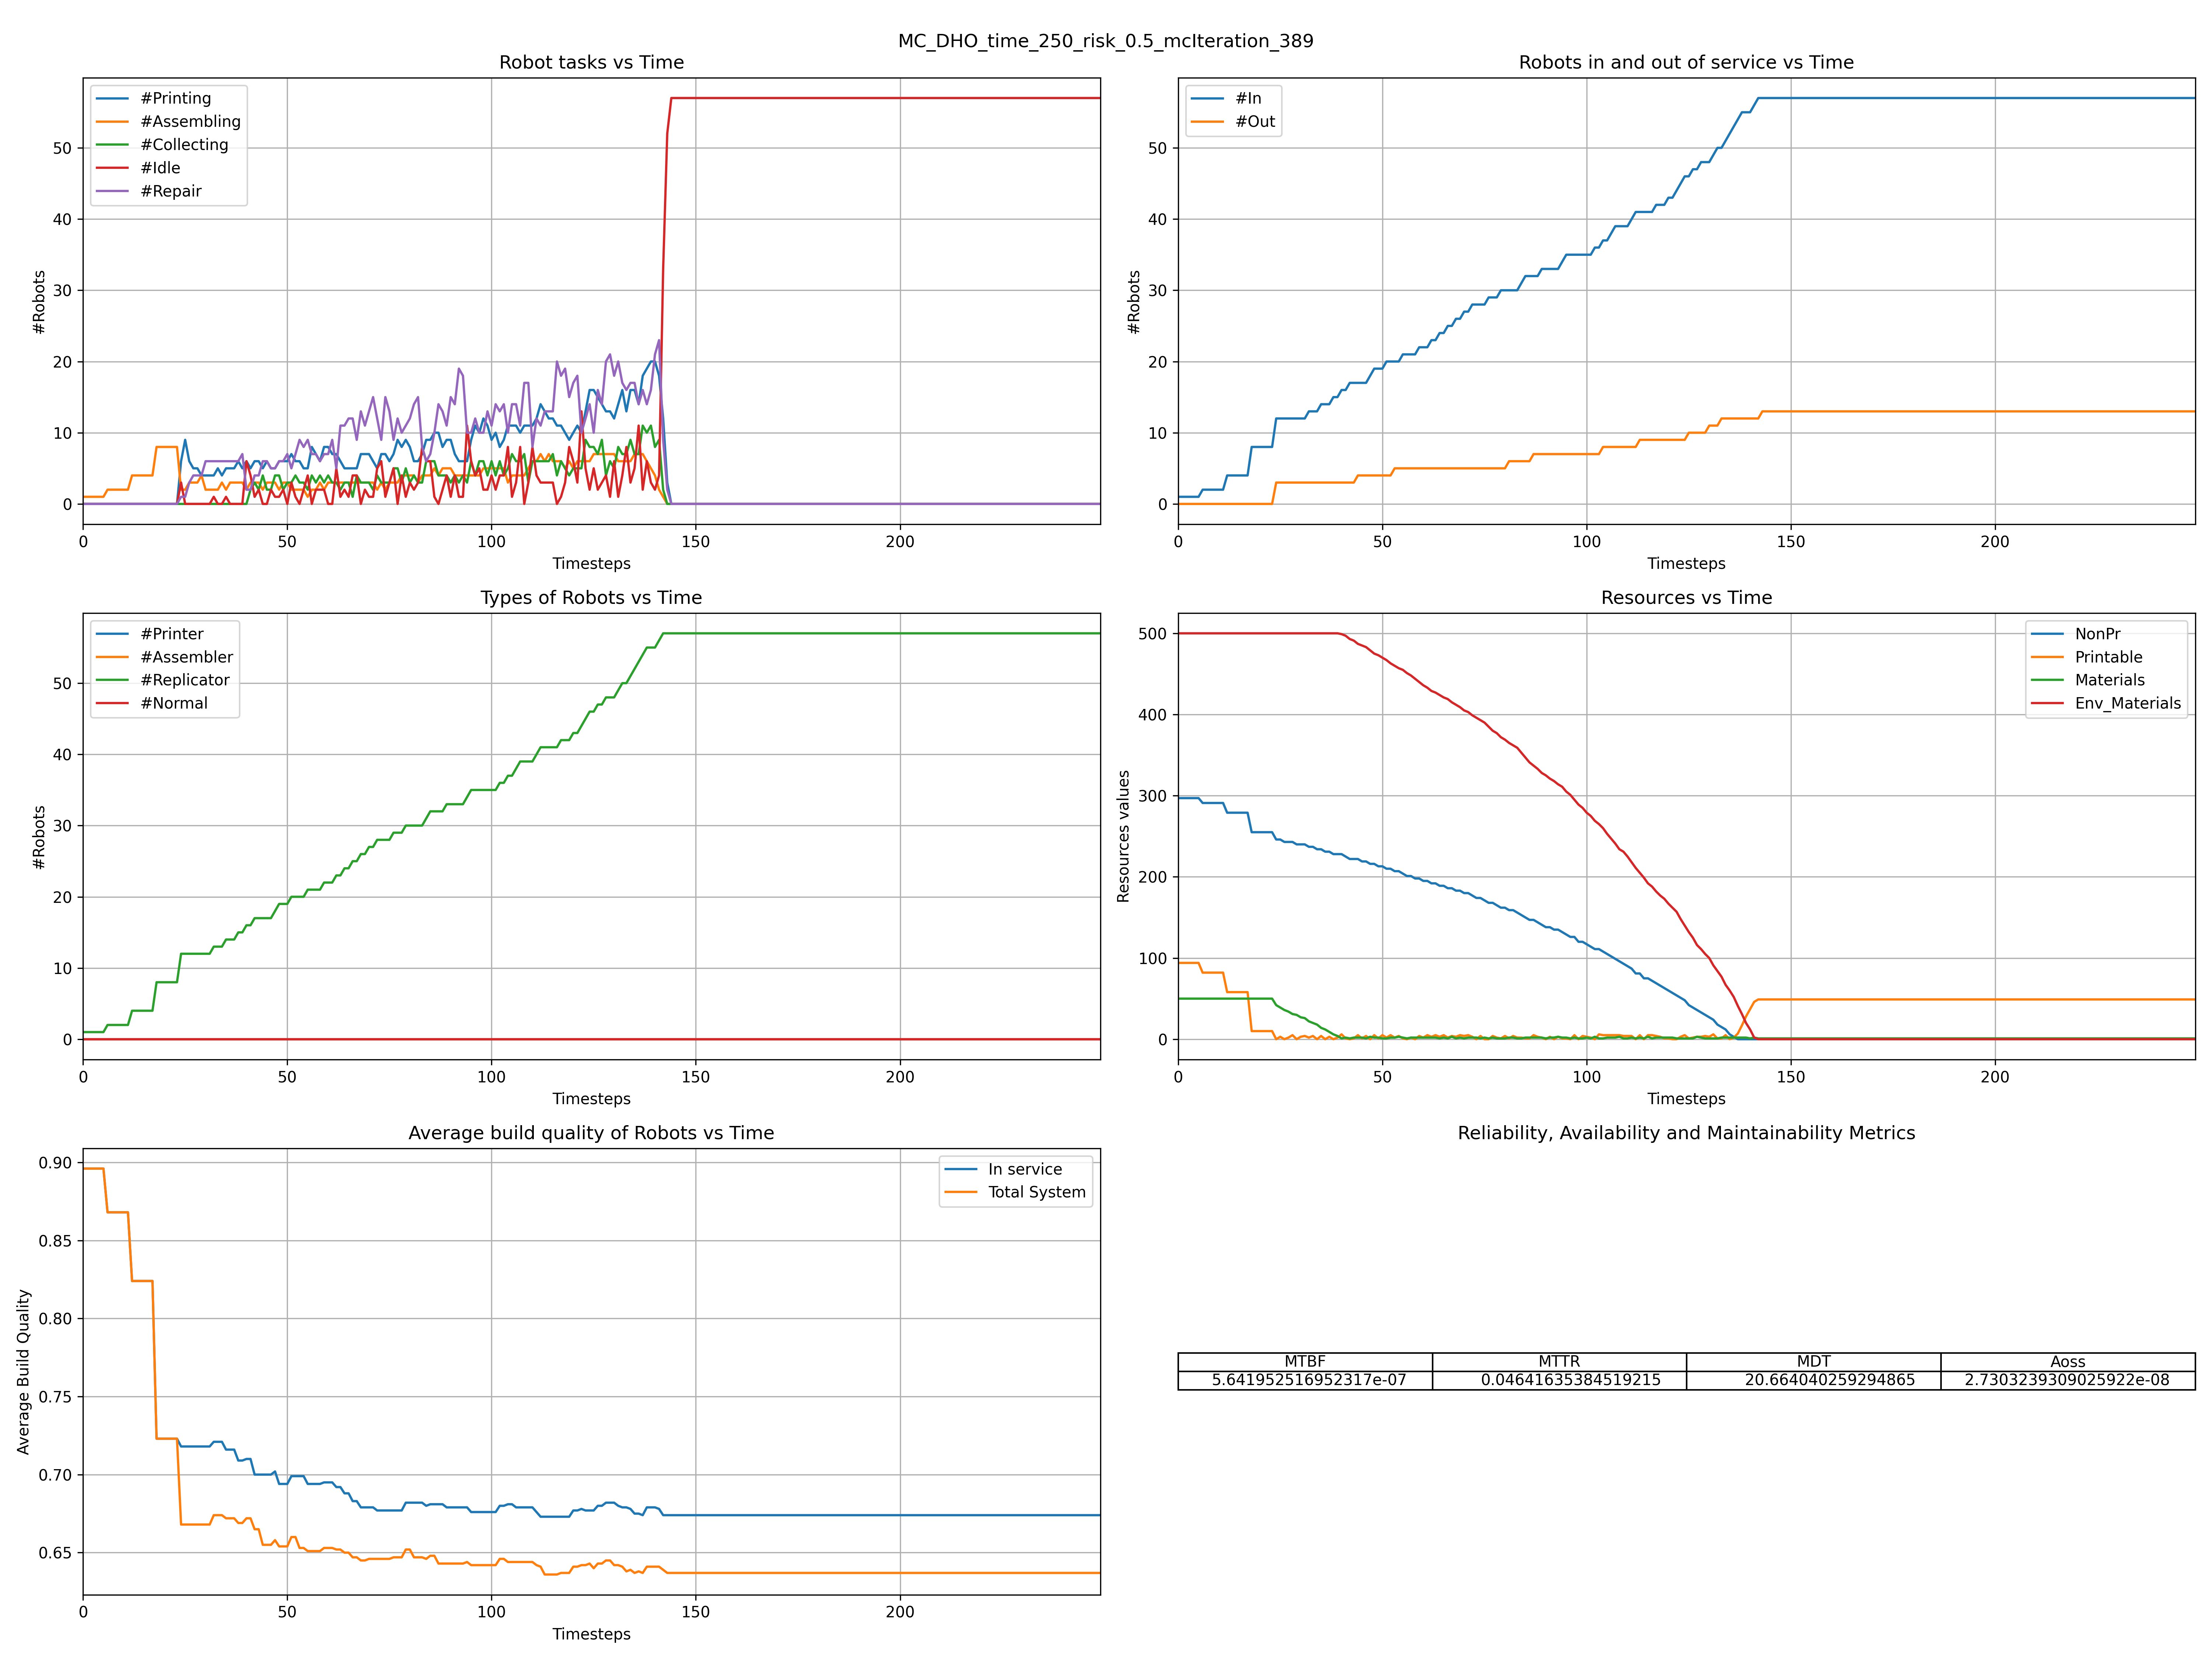 MC_DHO_time_250_risk_0.5_mcIteration_389
Robot tasks vs Time
#Printing
#Assembling
#Collecting
#Idle
#Repair
50
40
30
20
10
0
#Robots
0 50 100 150 200
Timesteps
Robots in and out of service vs Time
#In
#Out
50
40
30
20
10
0
#Robots
0 50 100 150 200
Timesteps
Types of Robots vs Time
#Printer
#Assembler
#Replicator
#Normal
50
40
30
20
10
0
#Robots
0 50 100 150 200
Timesteps
Resources vs Time
NonPr
Printable
Materials
Env_Materials
500
400
300
200
100
0
Resources values
0 50 100 150 200
Timesteps
Average build quality of Robots vs Time
In service
Total System
0.90
0.85
0.80
0.75
0.70
0.65
Average Build Quality
0 50 100 150 200
Timesteps
Reliability, Availability and Maintainability Metrics
MTBF MTTR MDT Aoss
5.641952516952317e-07 0.04641635384519215 20.664040259294865 2.7303239309025922e-08